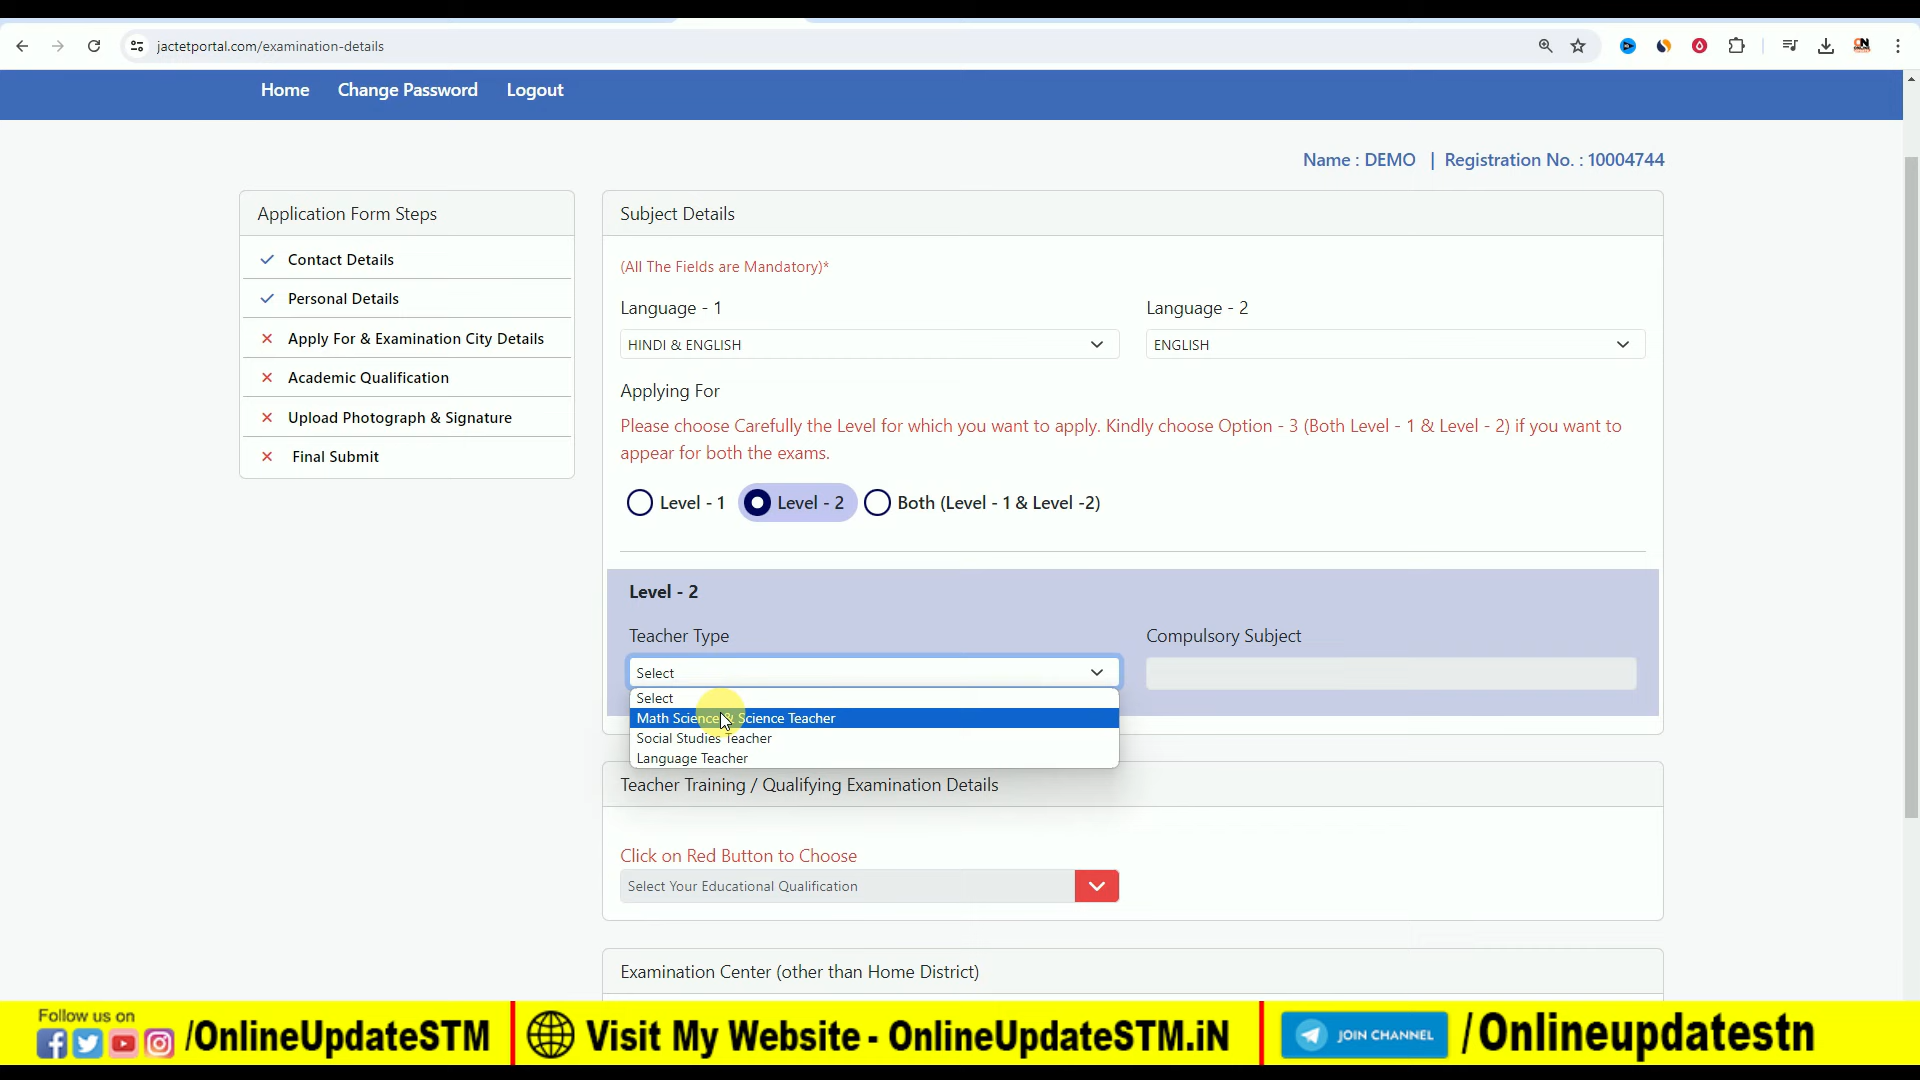 jactetportal.com/examination-details
Home Change Password Logout
Name : DEMO | Registration No. : 10004744
Application Form Steps
Contact Details
Personal Details
Apply For & Examination City Details
Academic Qualification
Upload Photograph & Signature
Final Submit
Subject Details
(All The Fields are Mandatory)*
Language - 1 Language - 2
HINDI & ENGLISH ENGLISH
Applying For
Please choose Carefully the Level for which you want to apply. Kindly choose Option - 3 (Both Level - 1 & Level - 2) if you want to
appear for both the exams.
Level - 1 Level - 2 Both (Level - 1 & Level -2)
Level - 2
Teacher Type Compulsory Subject
Select
Select
Math Science & Science Teacher
Social Studies Teacher
Language Teacher
Teacher Training / Qualifying Examination Details
Click on Red Button to Choose
Select Your Educational Qualification
Examination Center (other than Home District)
Follow us on
/OnlineUpdateSTM
Visit My Website - OnlineUpdateSTM.iN
JOIN CHANNEL
/Onlineupdatestn